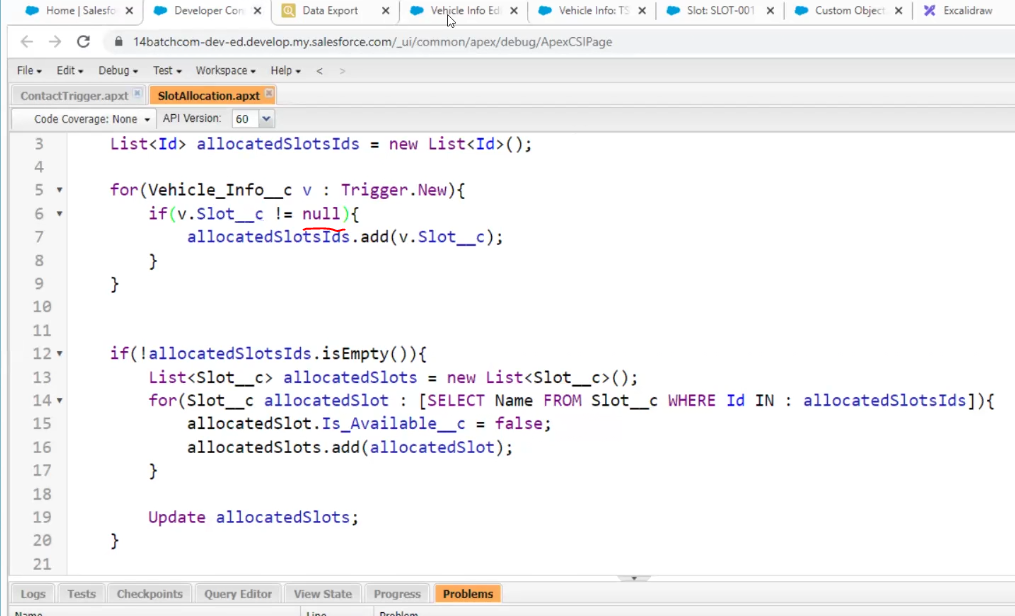 Home | Salesfo
Developer Con
Data Export
Vehicle Info Edi
Vehicle Info: TS
Slot: SLOT-001
Custom Object
Excalidraw
14batchcom-dev-ed.develop.my.salesforce.com/_ui/common/apex/debug/ApexCSIPage
File Edit Debug Test Workspace Help < >
ContactTrigger.apxt SlotAllocation.apxt
Code Coverage: None API Version: 60
3 List<Id> allocatedSlotsIds = new List<Id>();
4
5 for(Vehicle_Info__c v : Trigger.New){
6 if(v.Slot__c != null){
7 allocatedSlotsIds.add(v.Slot__c);
8 }
9 }
10
11
12 if(!allocatedSlotsIds.isEmpty()){
13 List<Slot__c> allocatedSlots = new List<Slot__c>();
14 for(Slot__c allocatedSlot : [SELECT Name FROM Slot__c WHERE Id IN : allocatedSlotsIds]){
15 allocatedSlot.Is_Available__c = false;
16 allocatedSlots.add(allocatedSlot);
17 }
18
19 Update allocatedSlots;
20 }
21
Logs Tests Checkpoints Query Editor View State Progress Problems
Name Line Problem